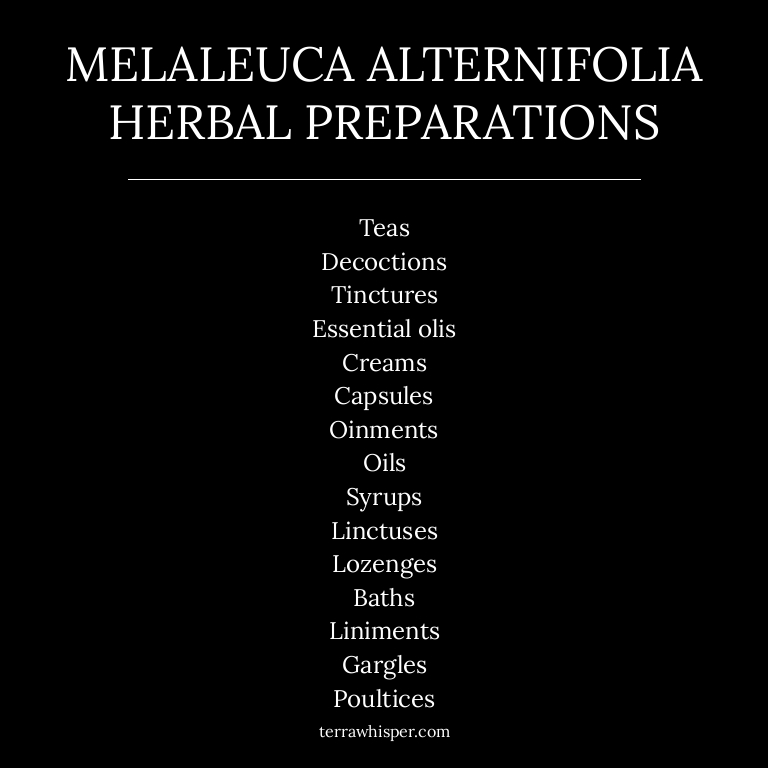 MELALEUCA ALTERNIFOLIA
HERBAL PREPARATIONS
Teas
Decoctions
Tinctures
Essential olis
Creams
Capsules
Oinments
Oils
Syrups
Linctuses
Lozenges
Baths
Liniments
Gargles
Poultices
terrawhisper.com